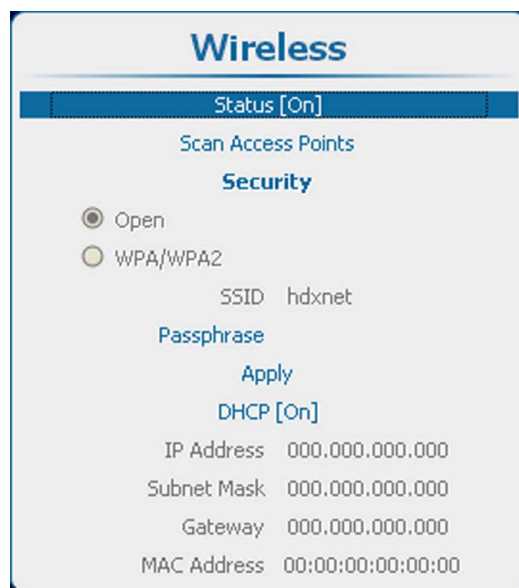 Wireless
Status [On]
Scan Access Points
Security
Open
WPA/WPA2
SSID hdxnet
Passphrase
Apply
DHCP [On]
IP Address 000.000.000.000
Subnet Mask 000.000.000.000
Gateway 000.000.000.000
MAC Address 00:00:00:00:00:00